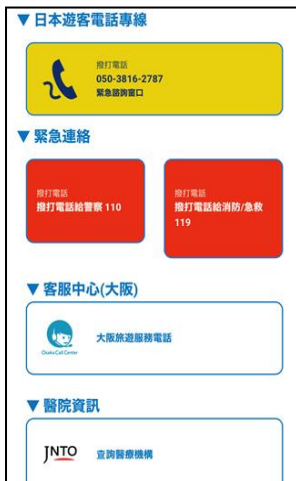 ▼日本遊客電話專線
撥打電話
050-3816-2787
緊急諮詢窗口
▼緊急連絡
撥打電話
撥打電話給警察 110
撥打電話
撥打電話給消防/急救
119
▼客服中心(大阪)
大阪旅遊服務電話
Osaka Call Center
▼醫院資訊
JNTO
查詢醫療機構